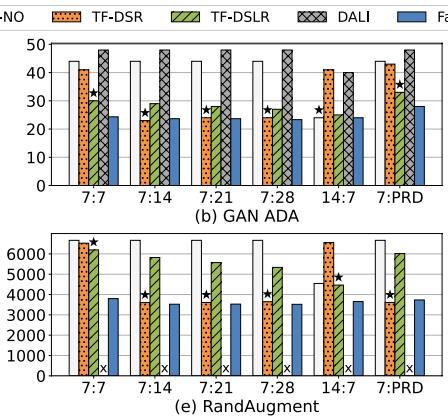 -NO TF-DSR TF-DSLR DALI Fa
50
40
30
20
10
0
7:7 7:14 7:21 7:28 14:7 7:PRD
(b) GAN ADA
6000
5000
4000
3000
2000
1000
0
x x x x x x
7:7 7:14 7:21 7:28 14:7 7:PRD
(e) RandAugment